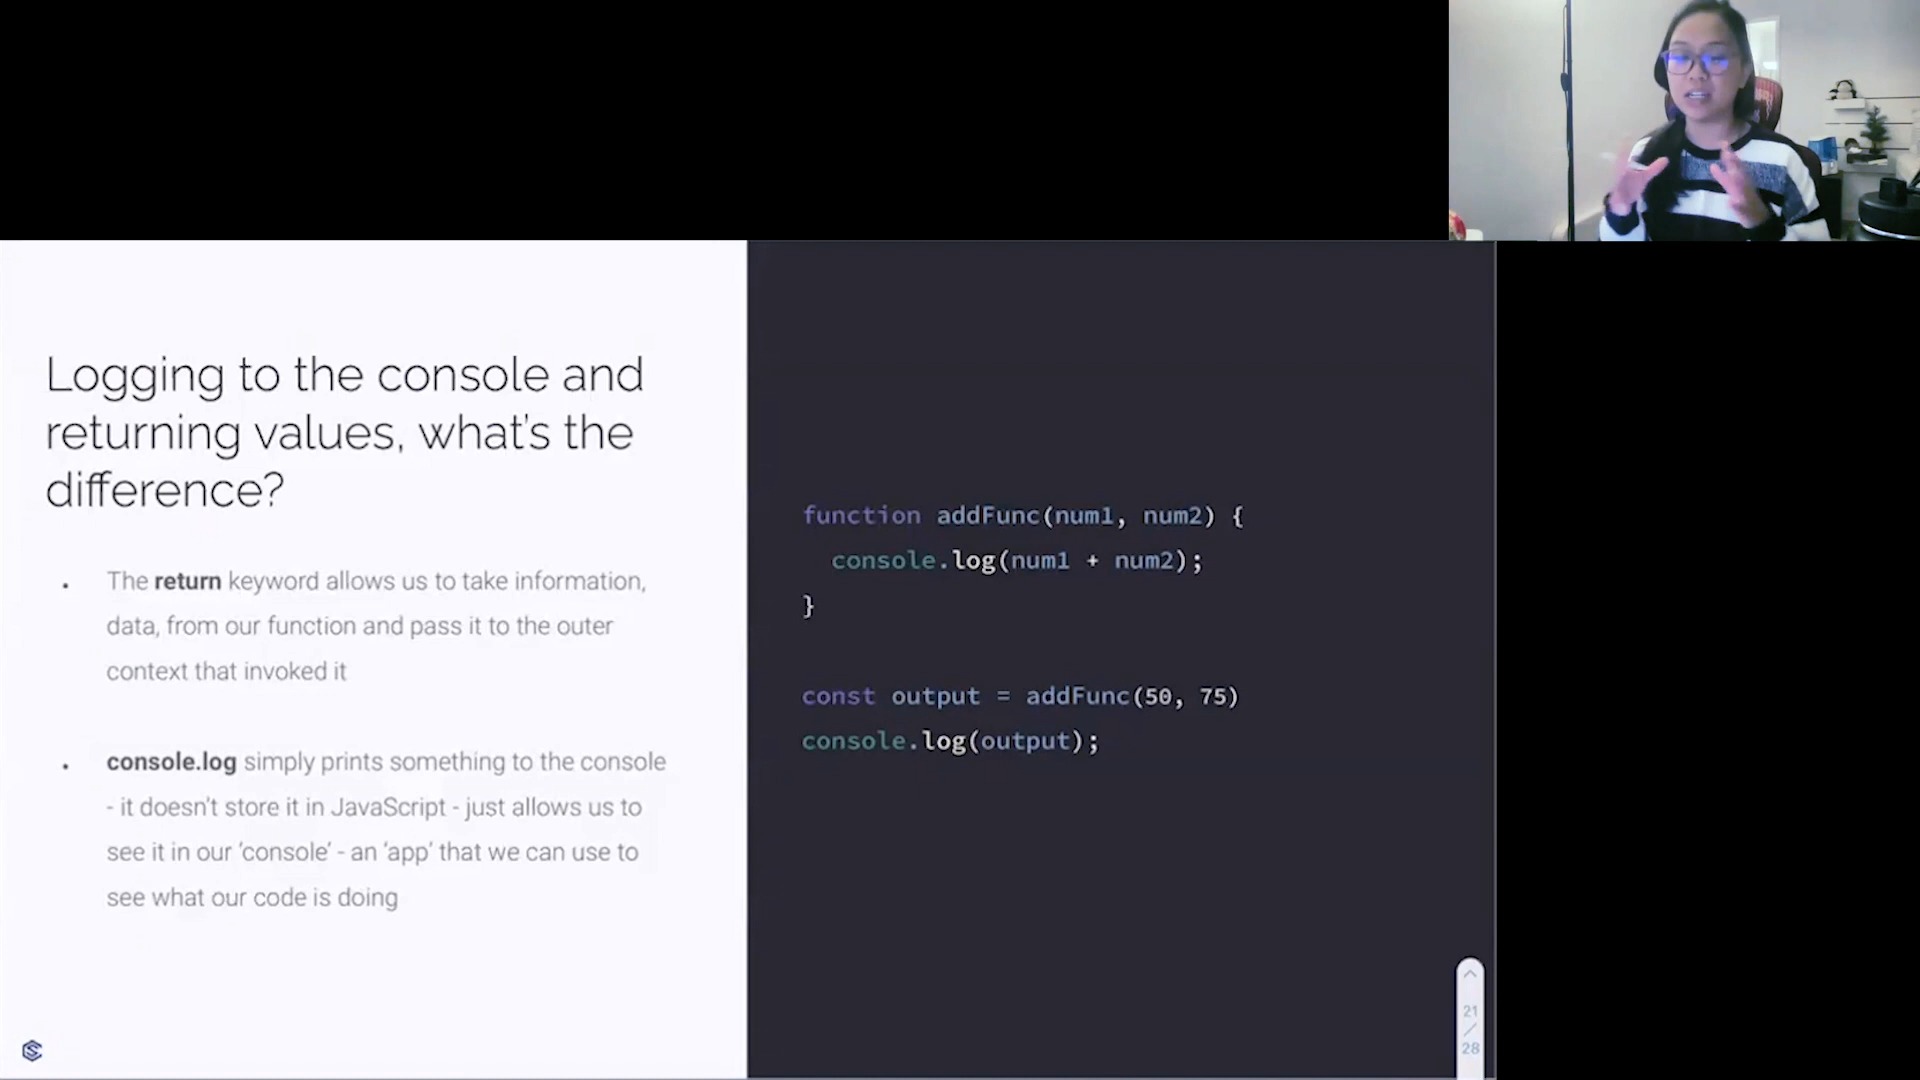 Logging to the console and
returning values, what's the
difference?
. The return keyword allows us to take information,
data, from our function and pass it to the outer
context that invoked it
. console.log simply prints something to the console
- it doesn't store it in JavaScript - just allows us to
see it in our 'console' - an 'app' that we can use to
see what our code is doing
function addFunc(num1, num2) {
  console.log(num1 + num2);
}
const output = addFunc(50, 75)
console.log(output);
21
/
28